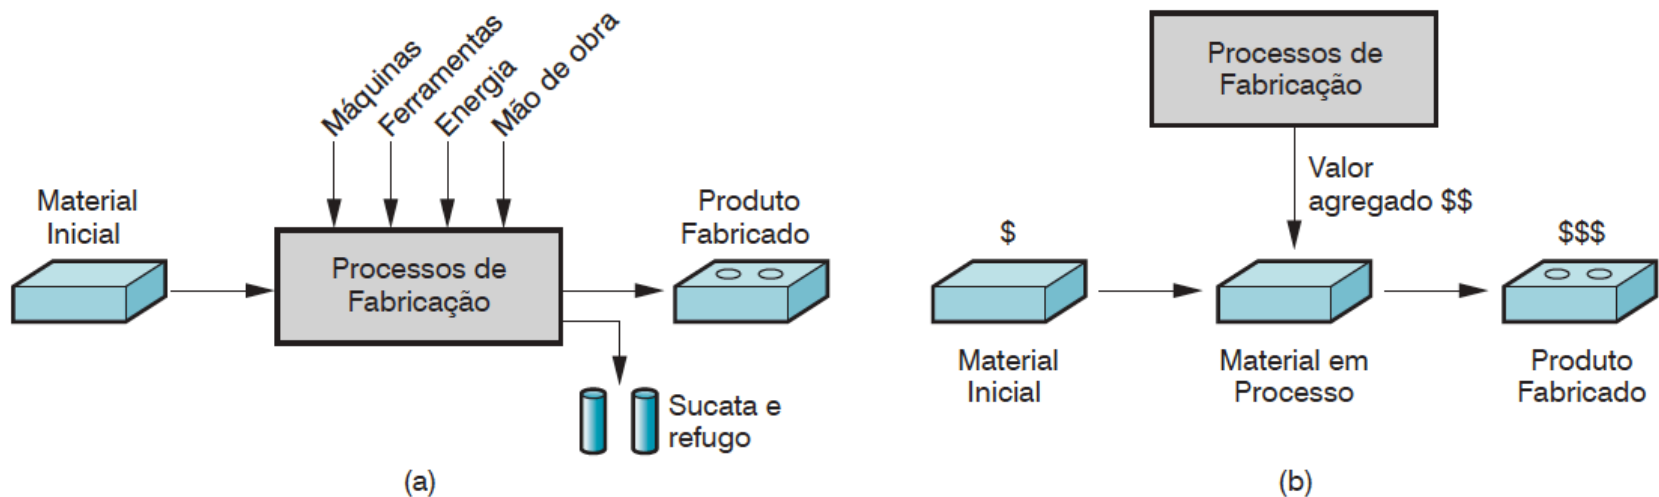 Máquinas
Ferramentas
Energia
Mão de obra
Material
Inicial
Processos de
Fabricação
Produto
Fabricado
Sucata e
refugo
(a)
Processos de
Fabricação
Valor
agregado $$
$
$$$
Material
Inicial
Material em
Processo
Produto
Fabricado
(b)